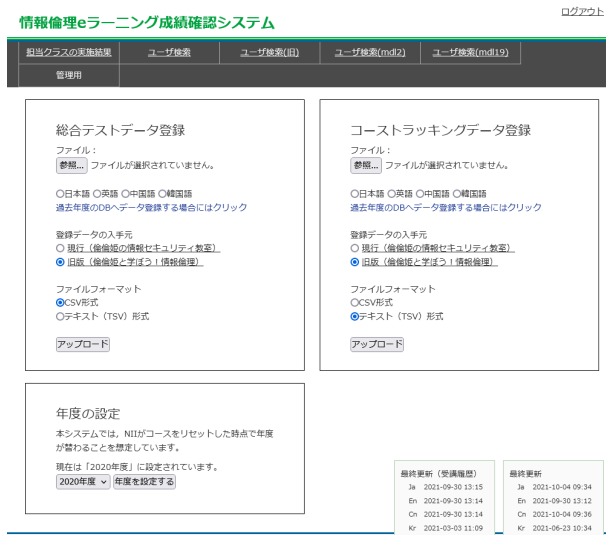 ログアウト
情報倫理eラーニング成績確認システム
担当クラスの実施結果 ユーザ検索 ユーザ検索(旧) ユーザ検索(mdl2) ユーザ検索(mdl19)
管理用
総合テストデータ登録
ファイル：
参照... ファイルが選択されていません。
日本語 英語 中国語 韓国語
過去年度のDBへデータ登録する場合にはクリック
登録データの入手元
現行（倫倫姫の情報セキュリティ教室）
旧版（倫倫姫と学ぼう！情報倫理）
ファイルフォーマット
CSV形式
テキスト（TSV）形式
アップロード
コーストラッキングデータ登録
ファイル：
参照... ファイルが選択されていません。
日本語 英語 中国語 韓国語
過去年度のDBへデータ登録する場合にはクリック
登録データの入手元
現行（倫倫姫の情報セキュリティ教室）
旧版（倫倫姫と学ぼう！情報倫理）
ファイルフォーマット
CSV形式
テキスト（TSV）形式
アップロード
年度の設定
本システムでは，NIIがコースをリセットした時点で年度
が替わることを想定しています。
現在は「2020年度」に設定されています。
2020年度 年度を設定する
最終更新（受講履歴）
Ja 2021-09-30 13:15
En 2021-09-30 13:14
Cn 2021-09-30 13:14
Kr 2021-03-03 11:09
最終更新
Ja 2021-10-04 09:34
En 2021-09-30 13:12
Cn 2021-10-04 09:36
Kr 2021-06-23 10:34